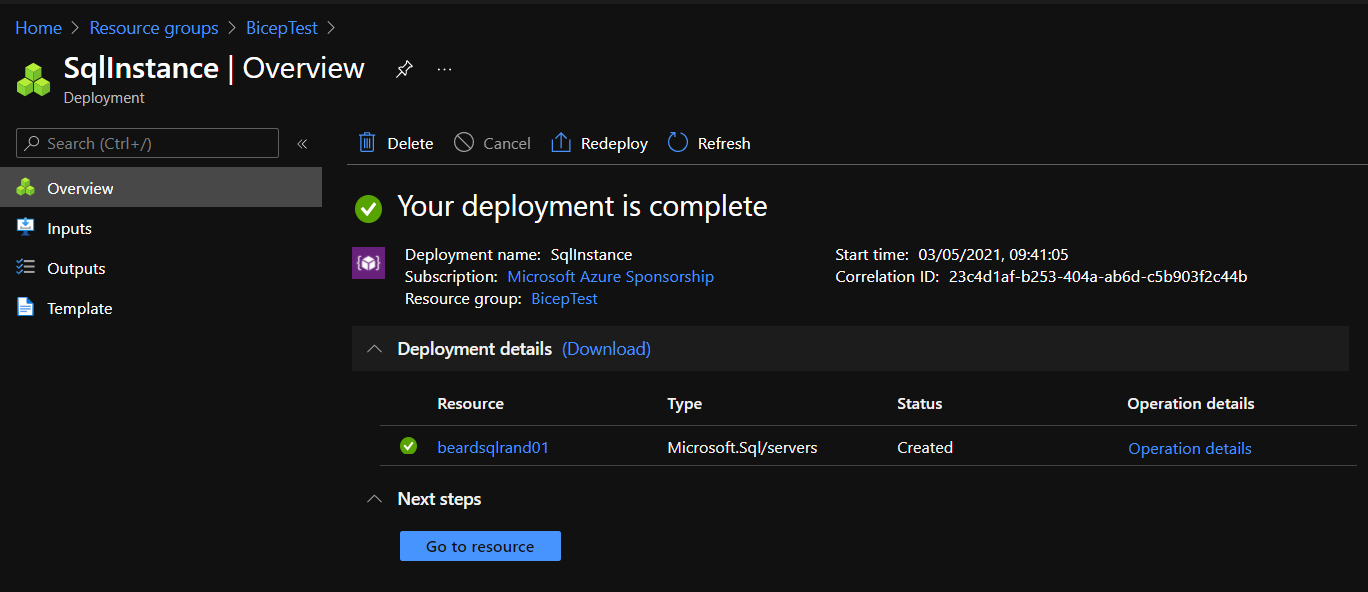 Home > Resource groups > BicepTest >
SqlInstance | Overview ...
Deployment
Search (Ctrl+/) «
Delete Cancel Redeploy Refresh
Overview
Inputs
Outputs
Template
Your deployment is complete
Deployment name: SqlInstance
Subscription: Microsoft Azure Sponsorship
Resource group: BicepTest
Start time: 03/05/2021, 09:41:05
Correlation ID: 23c4d1af-b253-404a-ab6d-c5b903f2c44b
Deployment details (Download)
Resource Type Status Operation details
beardsqlrand01 Microsoft.Sql/servers Created Operation details
Next steps
Go to resource